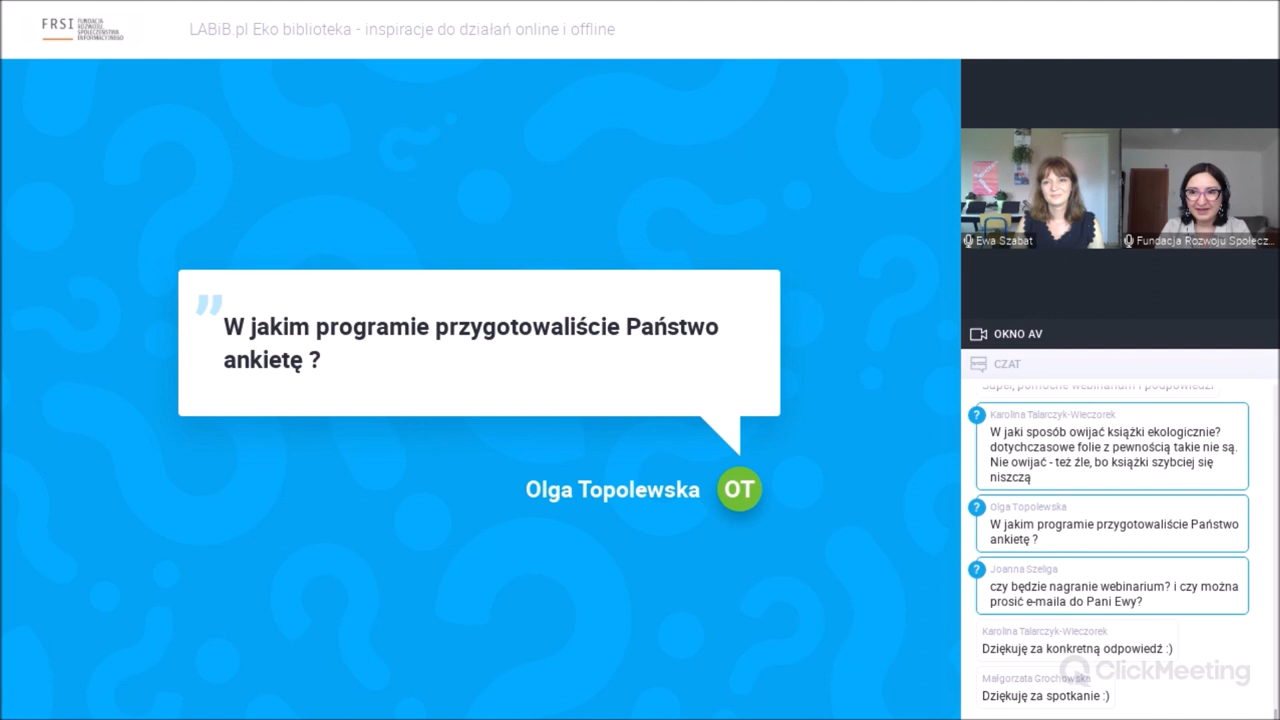 FRSI FUNDACJA
ROZWOJU
SPOŁECZEŃSTWA
INFORMACYJNEGO
LABiB.pl Eko biblioteka - inspiracje do działań online i offline
W jakim programie przygotowaliście Państwo
ankietę ?
Olga Topolewska OT
Ewa Szabat
Fundacja Rozwoju Społecz...
OKNO AV
CZAT
Super, pomocne webinarium i podpowiedzi
? Karolina Talarczyk-Wieczorek
W jaki sposób owijać książki ekologicznie?
dotychczasowe folie z pewnością takie nie są.
Nie owijać - też źle, bo książki szybciej się
niszczą
? Olga Topolewska
W jakim programie przygotowaliście Państwo
ankietę ?
? Joanna Szeliga
czy będzie nagranie webinarium? i czy można
prosić e-maila do Pani Ewy?
Karolina Talarczyk-Wieczorek
Dziękuję za konkretną odpowiedź :)
ClickMeeting
Małgorzata Grochowska
Dziękuję za spotkanie :)